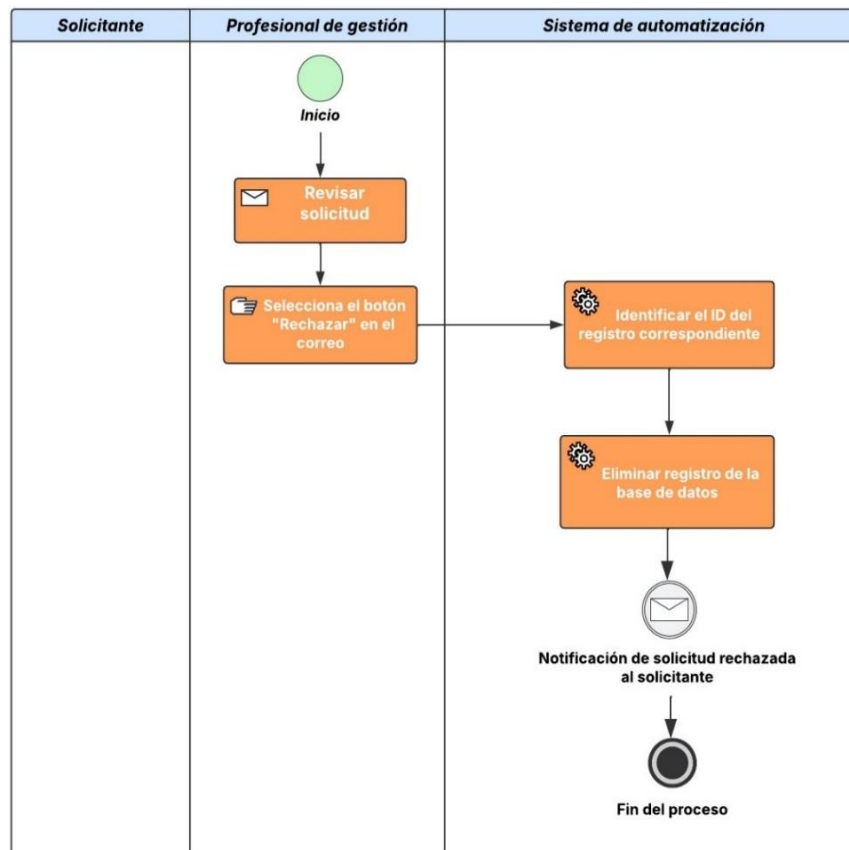 Solicitante
Profesional de gestión
Sistema de automatización
Inicio
Revisar
solicitud
Selecciona el botón
"Rechazar" en el
correo
Identificar el ID del
registro correspondiente
Eliminar registro de la
base de datos
Notificación de solicitud rechazada
al solicitante
Fin del proceso